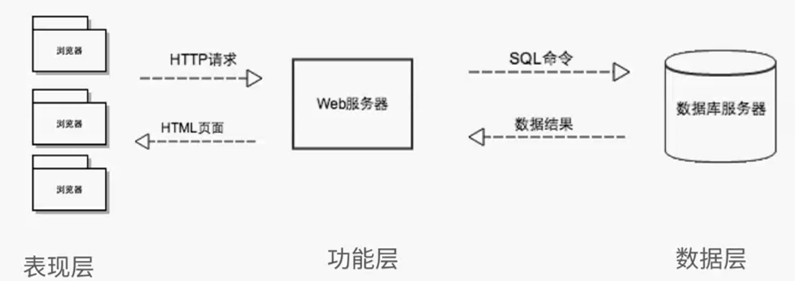 浏览器
HTTP请求
SQL命令
Web服务器
数据库服务器
浏览器
HTML页面
数据结果
浏览器
表现层
功能层
数据层